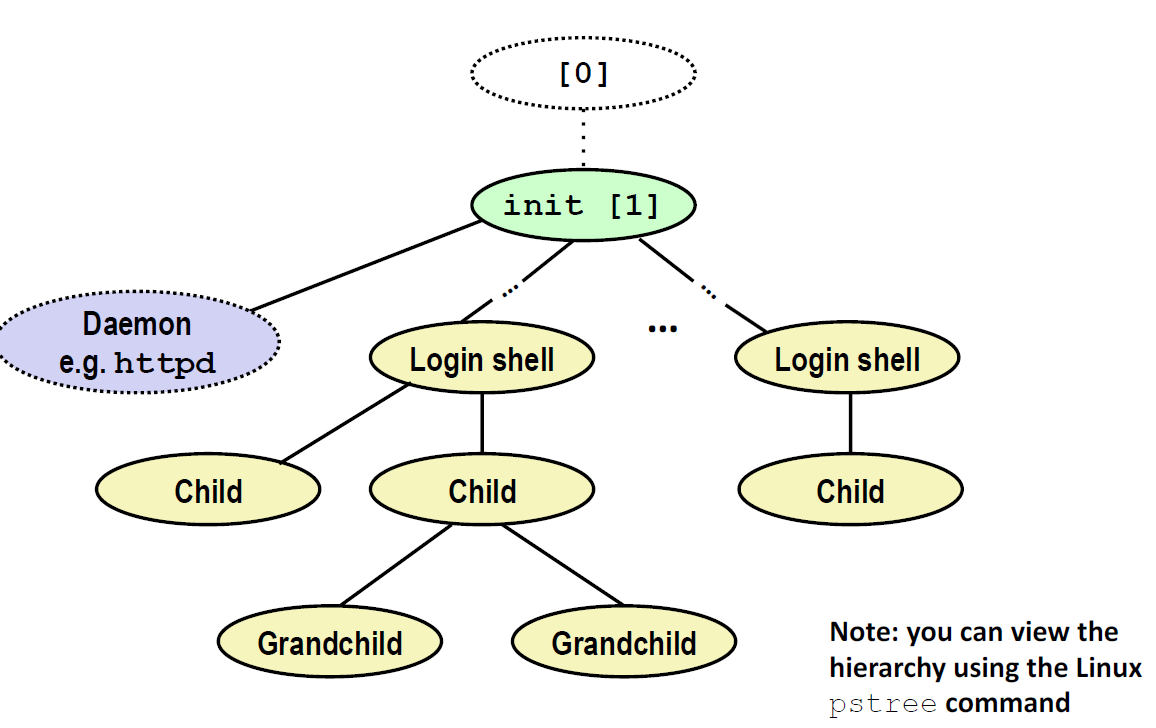 [0]
init [1]
...
...
...
Daemon
e.g. httpd
Login shell
Login shell
Child
Child
Child
Grandchild
Grandchild
Note: you can view the
hierarchy using the Linux
pstree command